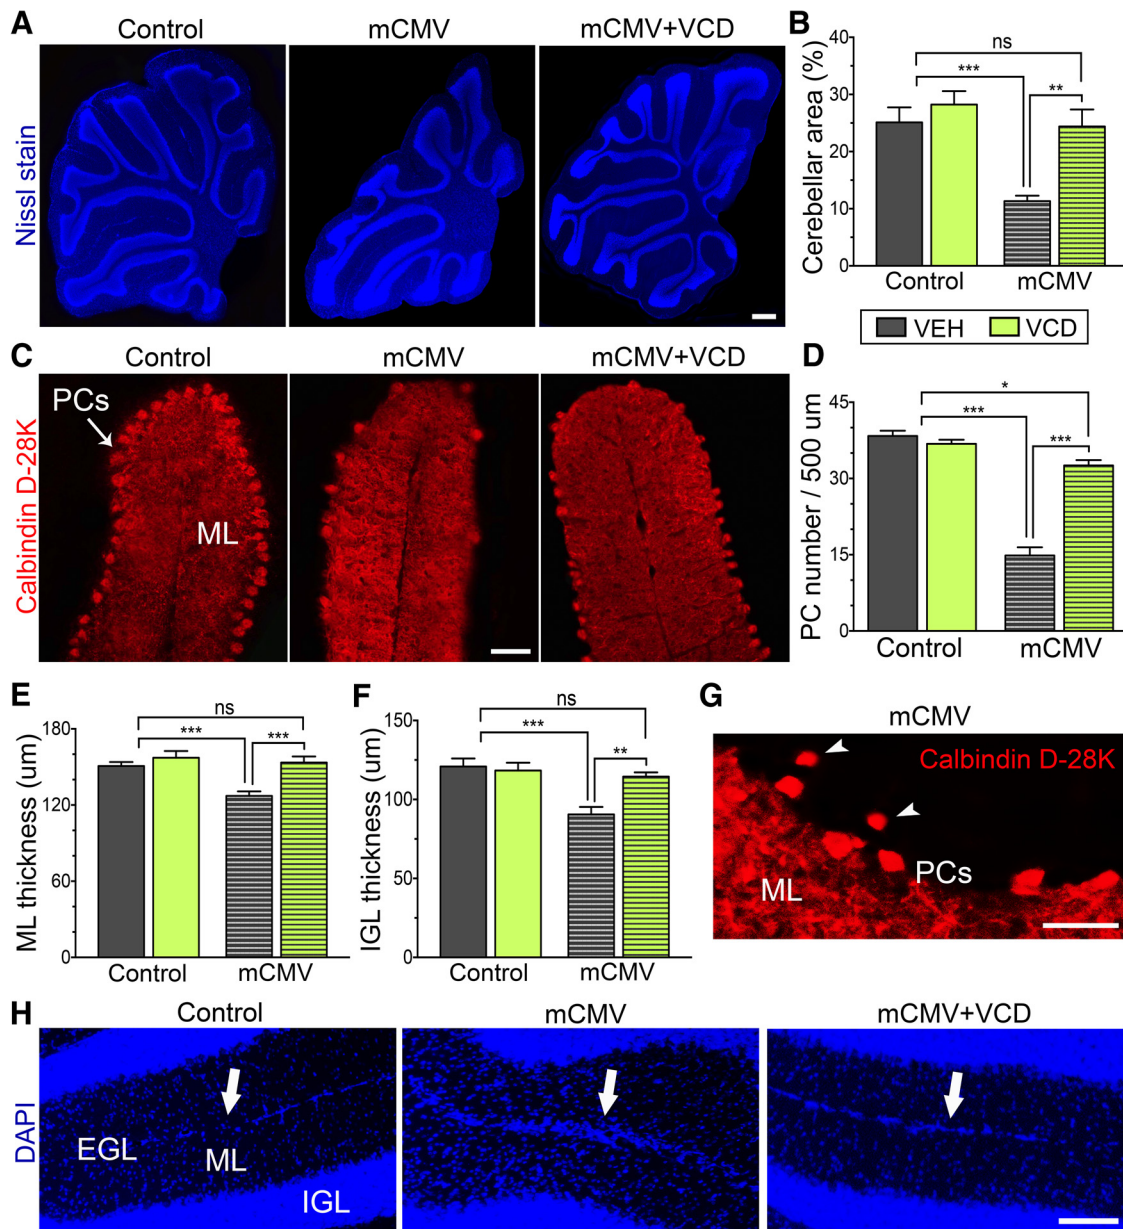 A
Control
mCMV
mCMV+VCD
Nissl stain
B
Cerebellar area (%)
40
30
20
10
0
ns
***
**
Control
mCMV
VEH
VCD
C
Control
mCMV
mCMV+VCD
Calbindin D-28K
PCs
ML
D
PC number / 500 um
45
30
15
0
*
***
***
Control
mCMV
E
ML thickness (um)
180
120
60
0
ns
***
***
Control
mCMV
F
IGL thickness (um)
150
100
50
0
ns
***
**
Control
mCMV
G
mCMV
Calbindin D-28K
ML
PCs
H
Control
mCMV
mCMV+VCD
DAPI
EGL
ML
IGL